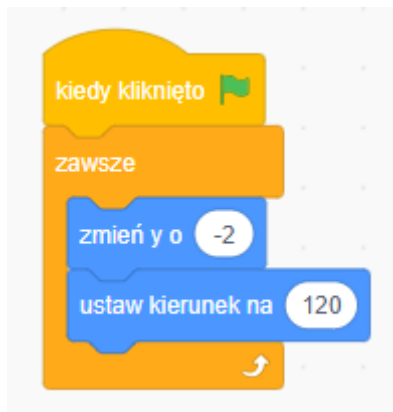 kiedy kliknięto
zawsze
zmień y o -2
ustaw kierunek na 120